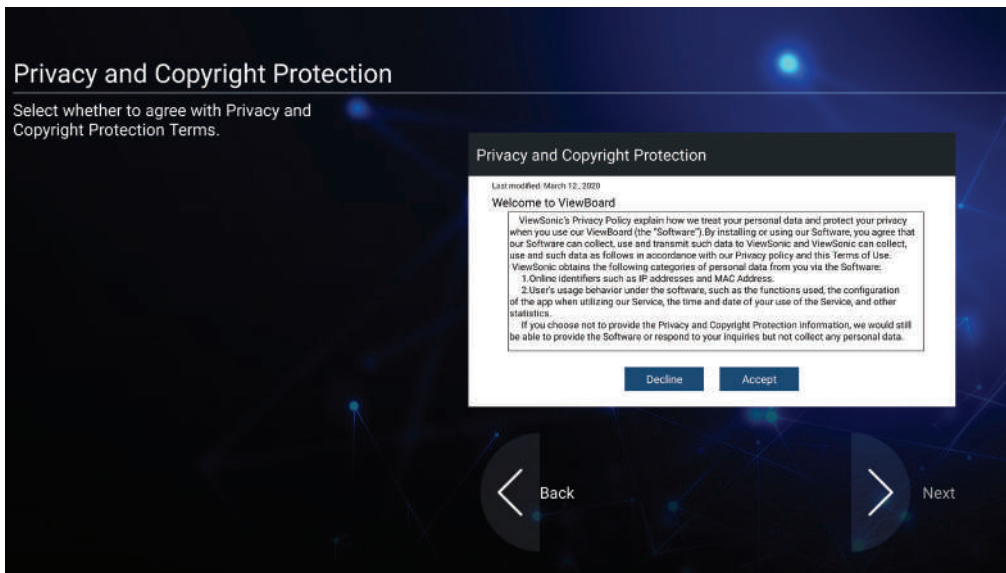 Privacy and Copyright Protection
Select whether to agree with Privacy and
Copyright Protection Terms.
Privacy and Copyright Protection
Last modified: March 12, 2020
Welcome to ViewBoard
ViewSonic's Privacy Policy explain how we treat your personal data and protect your privacy
when you use our ViewBoard (the "Software").By installing or using our Software, you agree that
our Software can collect, use and transmit such data to ViewSonic and ViewSonic can collect,
use and such data as follows in accordance with our Privacy policy and this Terms of Use.
ViewSonic obtains the following categories of personal data from you via the Software:
1.Online identifiers such as IP addresses and MAC Address.
2.User's usage behavior under the software, such as the functions used, the configuration
of the app when utilizing our Service, the time and date of your use of the Service, and other
statistics.
If you choose not to provide the Privacy and Copyright Protection information, we would still
be able to provide the Software or respond to your inquiries but not collect any personal data.
Decline
Accept
Back
Next